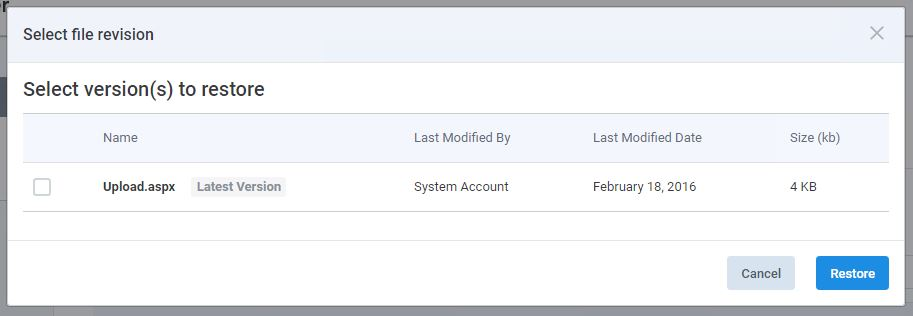 Select file revision
Select version(s) to restore
Name Last Modified By Last Modified Date Size (kb)
Upload.aspx Latest Version System Account February 18, 2016 4 KB
Cancel Restore